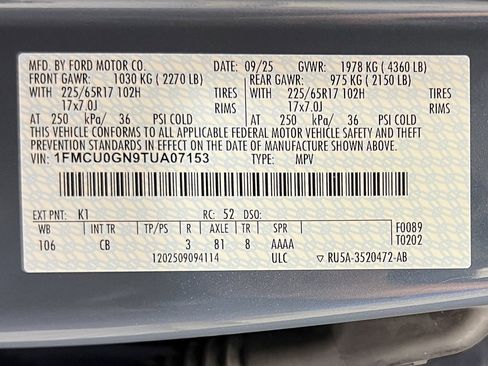 MFD. BY FORD MOTOR CO. DATE: 09/25 GVWR: 1978 KG ( 4360 LB)
FRONT GAWR: 1030 KG ( 2270 LB) REAR GAWR: 975 KG ( 2150 LB)
WITH 225/65R17 102H TIRES WITH 225/65R17 102H TIRES
17x7.0J RIMS 17x7.0J RIMS
AT 250 kPa/ 36 PSI COLD AT 250 kPa/ 36 PSI COLD
THIS VEHICLE CONFORMS TO ALL APPLICABLE FEDERAL MOTOR VEHICLE SAFETY AND THEFT
PREVENTION STANDARDS IN EFFECT ON THE DATE OF MANUFACTURE SHOWN ABOVE.
VIN: 1FMCU0GN9TUA07153 TYPE: MPV
EXT PNT: K1 RC: 52 DSO: F0089
WB INT TR TP/PS R AXLE TR SPR T0202
106 CB 3 81 8 AAAA
1202509094114 ULC ▽ RU5A-3520472-AB